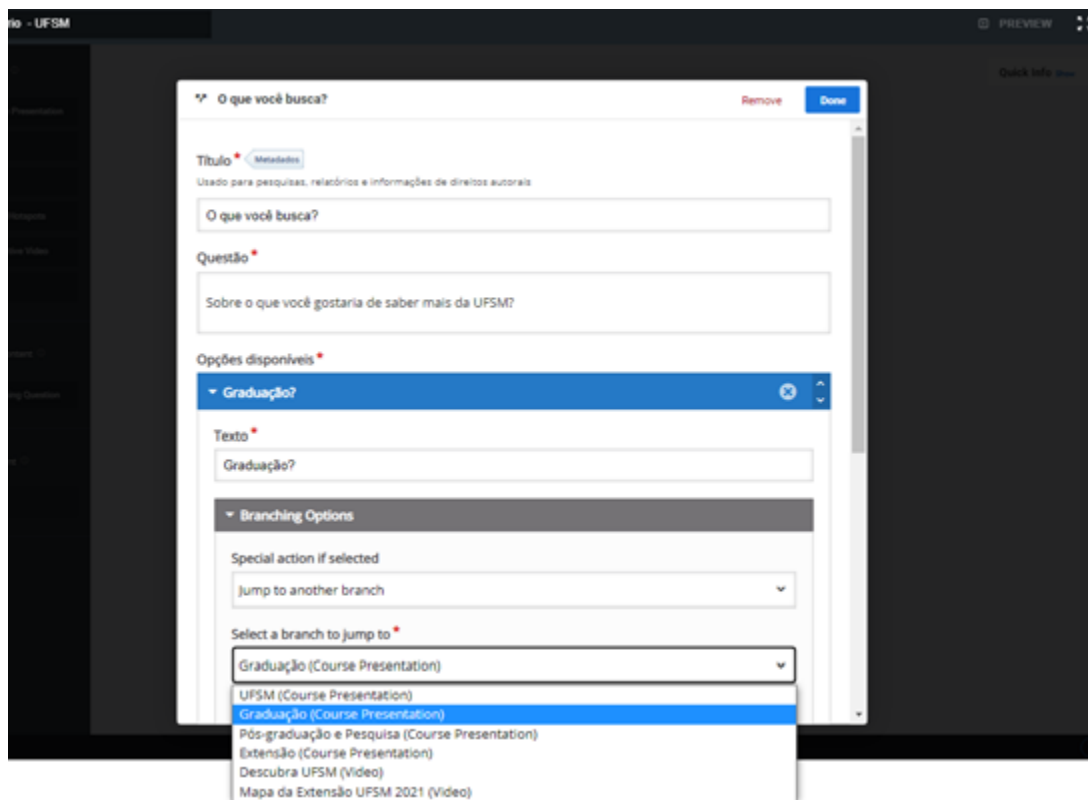 rio - UFSM
PREVIEW
Quick Info
O que você busca?
Remove
Done
Título *
Metadados
Usado para pesquisas, relatórios e informações de direitos autorais
O que você busca?
Questão *
Sobre o que você gostaria de saber mais da UFSM?
Opções disponíveis *
Graduação?
Texto *
Graduação?
Branching Options
Special action if selected
Jump to another branch
Select a branch to jump to *
Graduação (Course Presentation)
UFSM (Course Presentation)
Graduação (Course Presentation)
Pós-graduação e Pesquisa (Course Presentation)
Extensão (Course Presentation)
Descubra UFSM (Video)
Mapa da Extensão UFSM 2021 (Video)